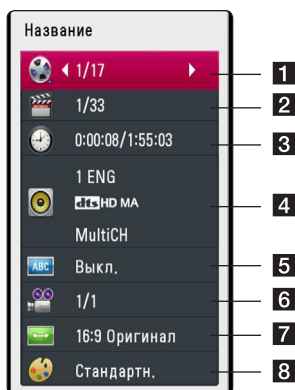 Название
1/17 1
1/33 2
0:00:08/1:55:03 3
1 ENG
dts HD MA 4
MultiCH
ABC Выкл. 5
1/1 6
16:9 Оригинал 7
Стандартн. 8